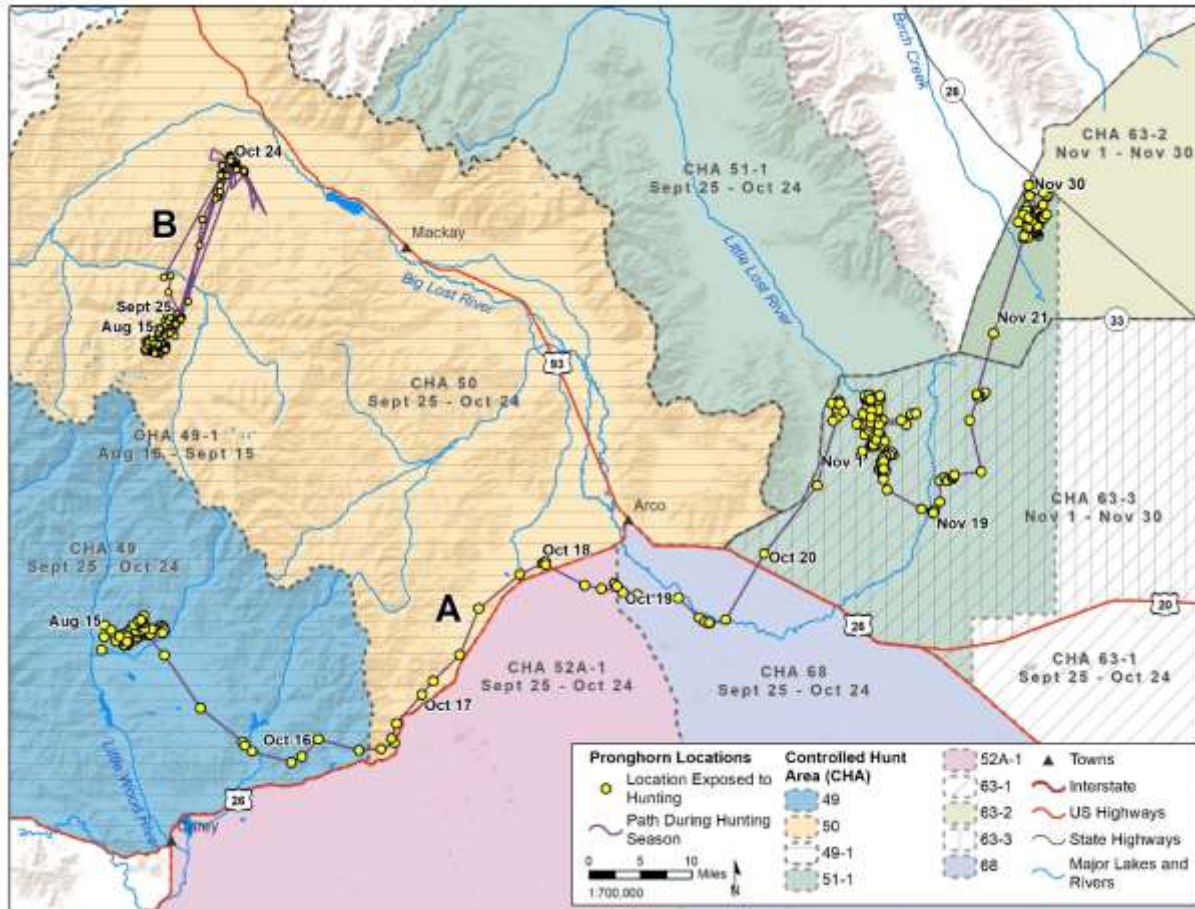 Birch Creek
28
CHA 63-2
Nov 1 - Nov 30
Oct 24
CHA 51-1
Sept 25 - Oct 24
Nov 30
B
Mackay
Little Lost River
Big Lost River
Sept 25
Aug 15
Nov 21
33
93
CHA 50
Sept 25 - Oct 24
CHA 49-1
Aug 15 - Sept 15
Nov 1
Arco
Nov 19
CHA 63-3
Nov 1 - Nov 30
CHA 49
Sept 25 - Oct 24
Oct 18
Oct 20
Aug 15
A
Oct 19
26
20
CHA 52A-1
Sept 25 - Oct 24
CHA 68
Sept 25 - Oct 24
CHA 63-1
Sept 25 - Oct 24
Oct 17
Oct 16
Little Wood River
26
Carey
Pronghorn Locations
Location Exposed to
Hunting
Path During Hunting
Season
0 5 10
Miles
N
1:700,000
Controlled Hunt
Area (CHA)
49
50
49-1
51-1
52A-1
63-1
63-2
63-3
68
Towns
Interstate
US Highways
State Highways
Major Lakes and
Rivers